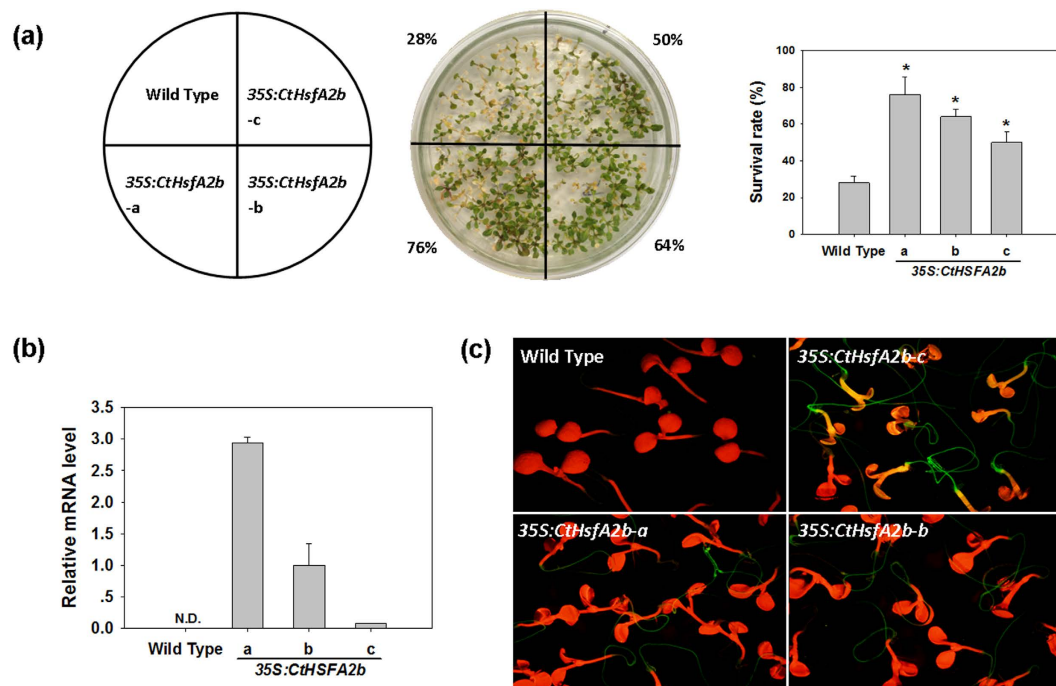 (a)
Wild Type
35S:CtHsfA2b
-c
35S:CtHsfA2b
-a
35S:CtHsfA2b
-b
28%
50%
76%
64%
Survival rate (%)
100
80
60
40
20
0
*
*
*
Wild Type
a
b
c
35S:CtHSFA2b
(b)
Relative mRNA level
3.5
3.0
2.5
2.0
1.5
1.0
.5
0.0
N.D.
Wild Type
a
b
c
35S:CtHSFA2b
(c)
Wild Type
35S:CtHsfA2b-c
35S:CtHsfA2b-a
35S:CtHsfA2b-b